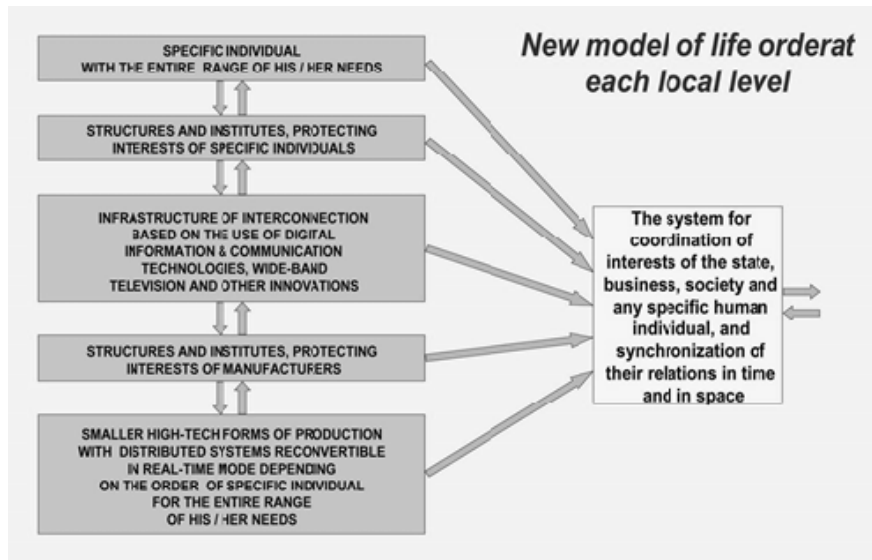 New model of life orderat
each local level
SPECIFIC INDIVIDUAL
WITH THE ENTIRE RANGE OF HIS / HER NEEDS
STRUCTURES AND INSTITUTES, PROTECTING
INTERESTS OF SPECIFIC INDIVIDUALS
INFRASTRUCTURE OF INTERCONNECTION
BASED ON THE USE OF DIGITAL
INFORMATION & COMMUNICATION
TECHNOLOGIES, WIDE-BAND
TELEVISION AND OTHER INNOVATIONS
STRUCTURES AND INSTITUTES, PROTECTING
INTERESTS OF MANUFACTURERS
SMALLER HIGH-TECH FORMS OF PRODUCTION
WITH DISTRIBUTED SYSTEMS RECONVERTIBLE
IN REAL-TIME MODE DEPENDING
ON THE ORDER OF SPECIFIC INDIVIDUAL
FOR THE ENTIRE RANGE
OF HIS / HER NEEDS
The system for
coordination of
interests of the state,
business, society and
any specific human
individual, and
synchronization of
their relations in time
and in space